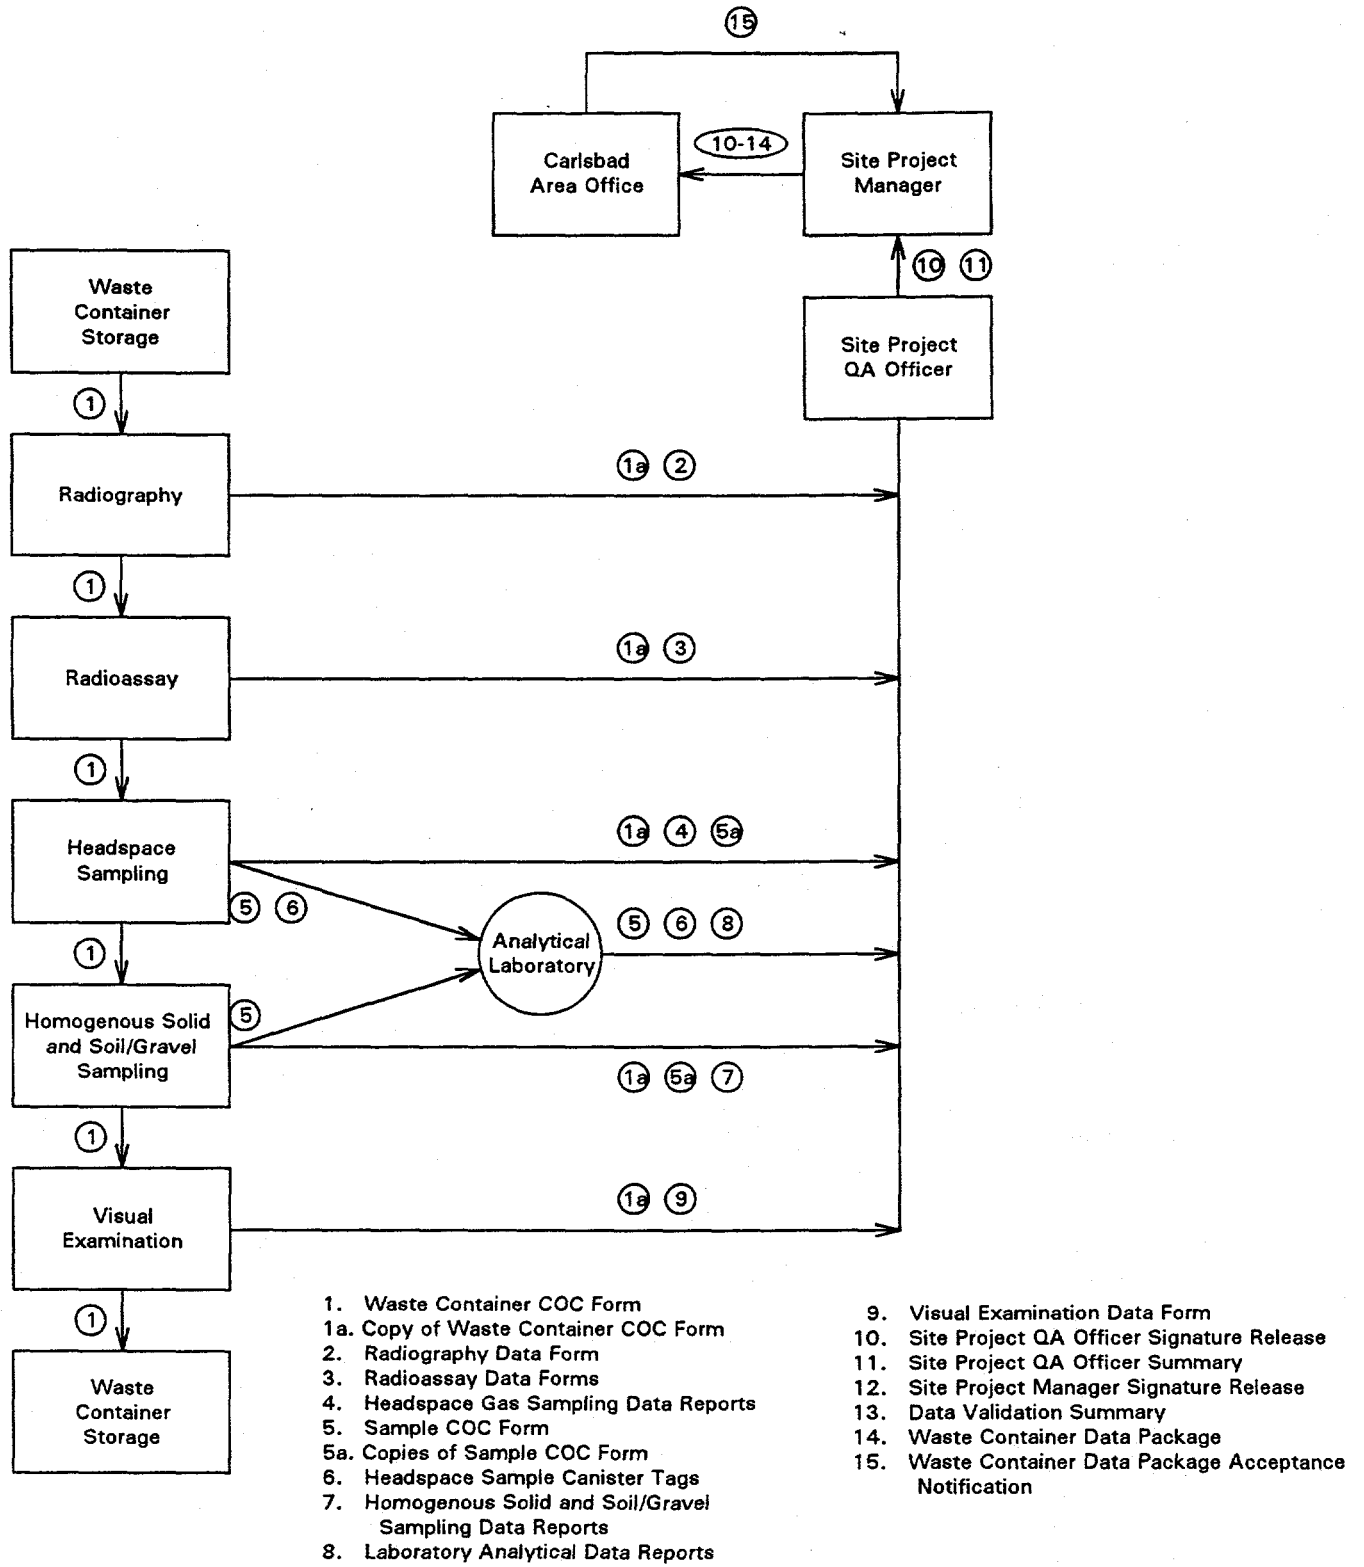 15
Carlsbad
Area Office
10-14
Site Project
Manager
10 11
Site Project
QA Officer
Waste
Container
Storage
1
Radiography
1a 2
1
Radioassay
1a 3
1
Headspace
Sampling
1a 4 5a
5 6
Analytical
Laboratory
5 6 8
1
Homogenous Solid
and Soil/Gravel
Sampling
5
1a 5a 7
1
Visual
Examination
1a 9
1
Waste
Container
Storage
1. Waste Container COC Form
1a. Copy of Waste Container COC Form
2. Radiography Data Form
3. Radioassay Data Forms
4. Headspace Gas Sampling Data Reports
5. Sample COC Form
5a. Copies of Sample COC Form
6. Headspace Sample Canister Tags
7. Homogenous Solid and Soil/Gravel
Sampling Data Reports
8. Laboratory Analytical Data Reports
9. Visual Examination Data Form
10. Site Project QA Officer Signature Release
11. Site Project QA Officer Summary
12. Site Project Manager Signature Release
13. Data Validation Summary
14. Waste Container Data Package
15. Waste Container Data Package Acceptance
Notification